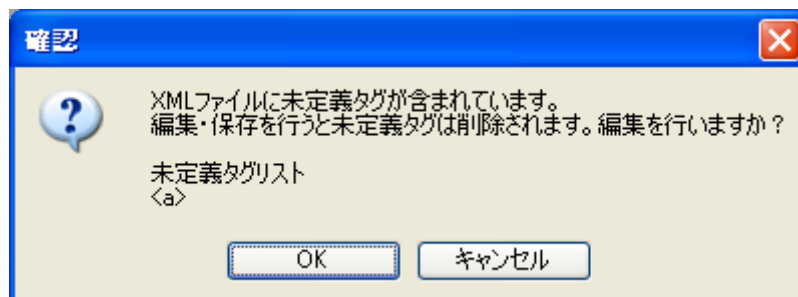 確認
XMLファイルに未定義タグが含まれています。
編集・保存を行うと未定義タグは削除されます。編集を行いますか？
未定義タグリスト
<a>
OK
キャンセル